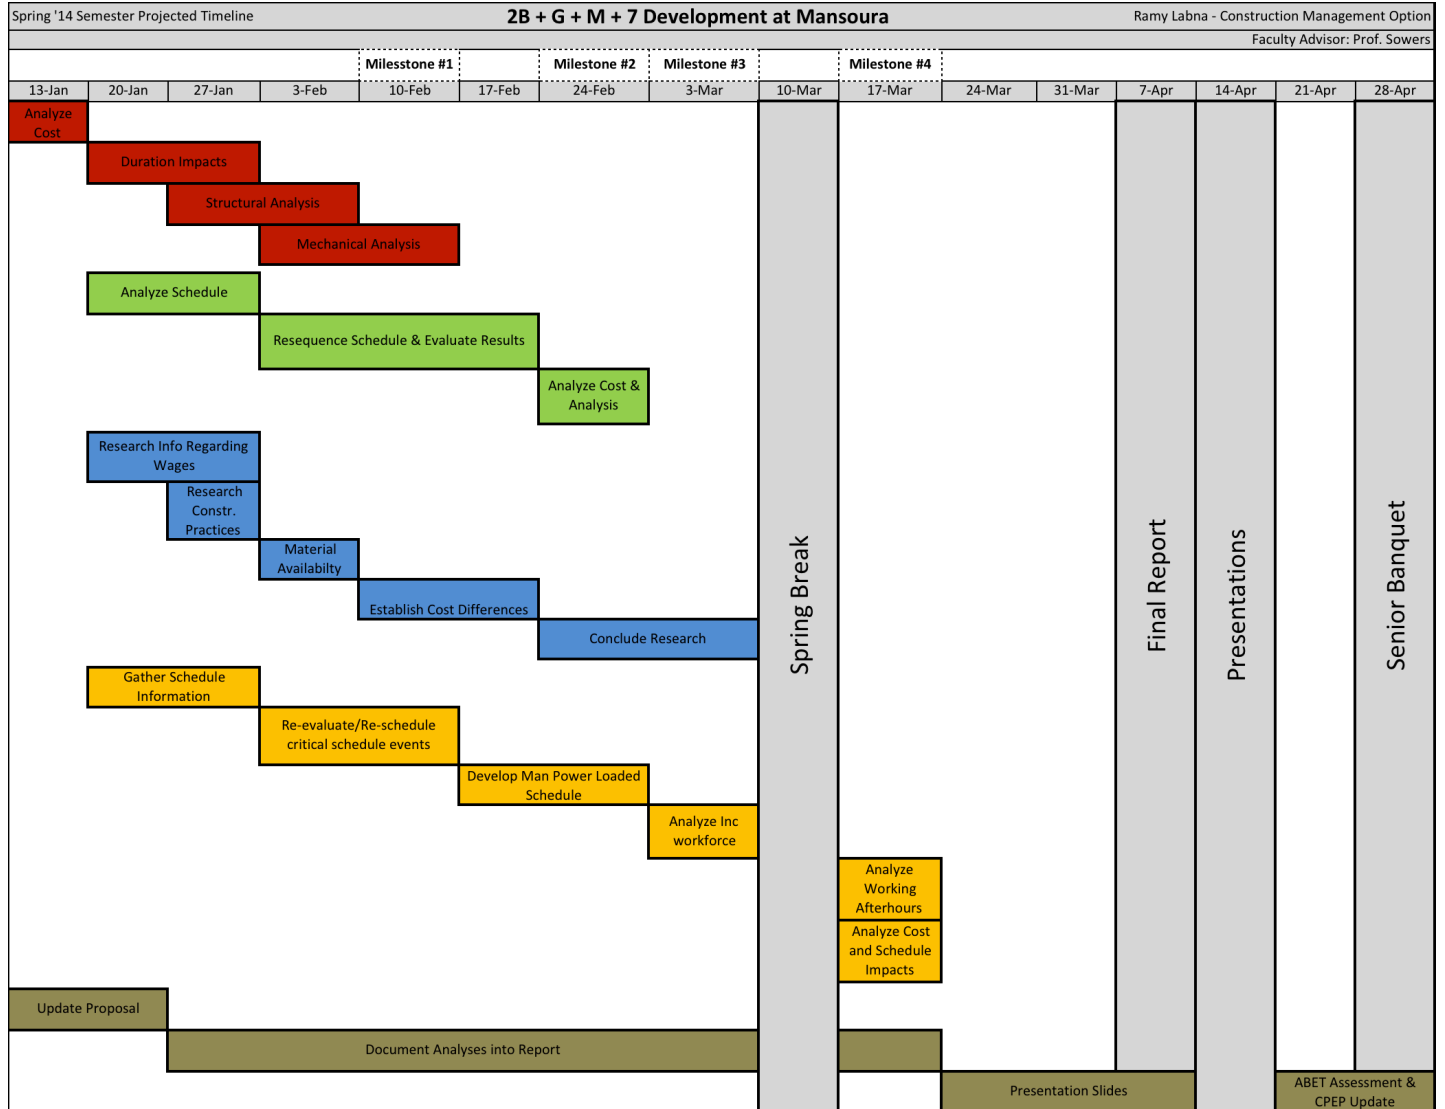 Spring '14 Semester Projected Timeline
2B + G + M + 7 Development at Mansoura
Ramy Labna - Construction Management Option
Faculty Advisor: Prof. Sowers
Milesstone #1
Milestone #2
Milestone #3
Milestone #4
13-Jan
20-Jan
27-Jan
3-Feb
10-Feb
17-Feb
24-Feb
3-Mar
10-Mar
17-Mar
24-Mar
31-Mar
7-Apr
14-Apr
21-Apr
28-Apr
Analyze
Cost
Duration Impacts
Structural Analysis
Mechanical Analysis
Analyze Schedule
Resequence Schedule & Evaluate Results
Analyze Cost &
Analysis
Research Info Regarding
Wages
Research
Constr.
Practices
Material
Availabilty
Establish Cost Differences
Conclude Research
Gather Schedule
Information
Re-evaluate/Re-schedule
critical schedule events
Develop Man Power Loaded
Schedule
Analyze Inc
workforce
Analyze
Working
Afterhours
Analyze Cost
and Schedule
Impacts
Update Proposal
Document Analyses into Report
Presentation Slides
ABET Assessment &
CPEP Update
Spring Break
Final Report
Presentations
Senior Banquet